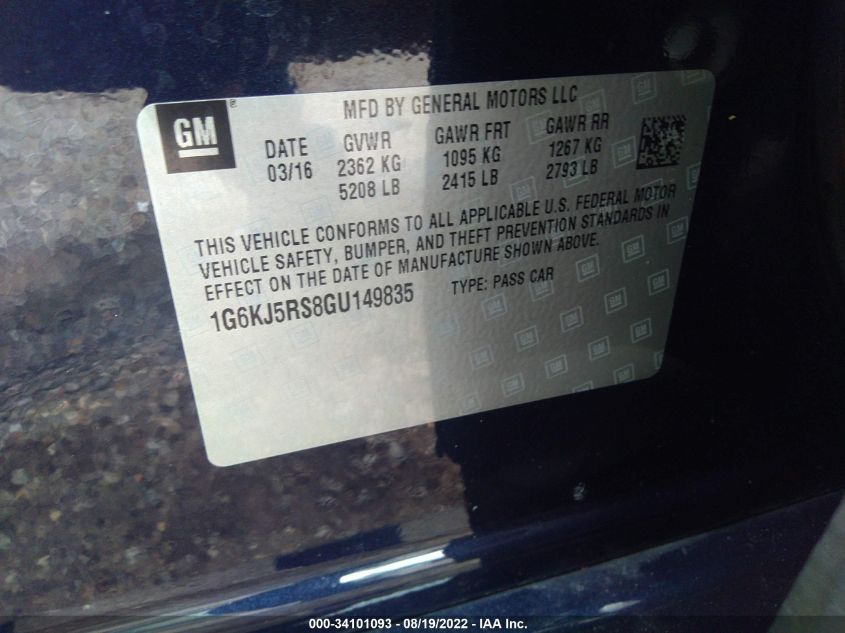 GM
MFD BY GENERAL MOTORS LLC
DATE GVWR GAWR FRT GAWR RR
03/16 2362 KG 1095 KG 1267 KG
5208 LB 2415 LB 2793 LB
THIS VEHICLE CONFORMS TO ALL APPLICABLE U.S. FEDERAL MOTOR
VEHICLE SAFETY, BUMPER, AND THEFT PREVENTION STANDARDS IN
EFFECT ON THE DATE OF MANUFACTURE SHOWN ABOVE.
1G6KJ5RS8GU149835 TYPE: PASS CAR
000-34101093 - 08/19/2022 - IAA Inc.